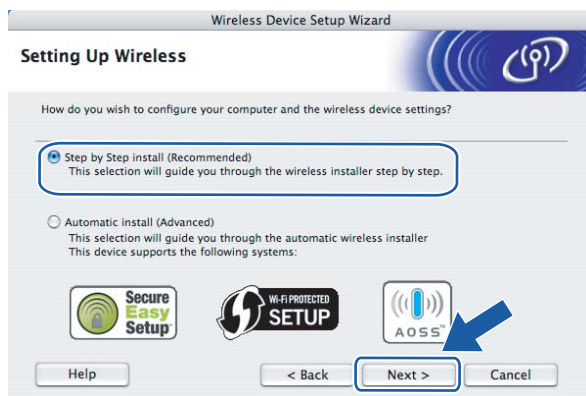 Wireless Device Setup Wizard
Setting Up Wireless
How do you wish to configure your computer and the wireless device settings?
Step by Step install (Recommended)
This selection will guide you through the wireless installer step by step.
Automatic install (Advanced)
This selection will guide you through the automatic wireless installer
This device supports the following systems:
Secure
Easy
Setup™
Wi-Fi PROTECTED
SETUP
AOSS™
Help
< Back
Next >
Cancel